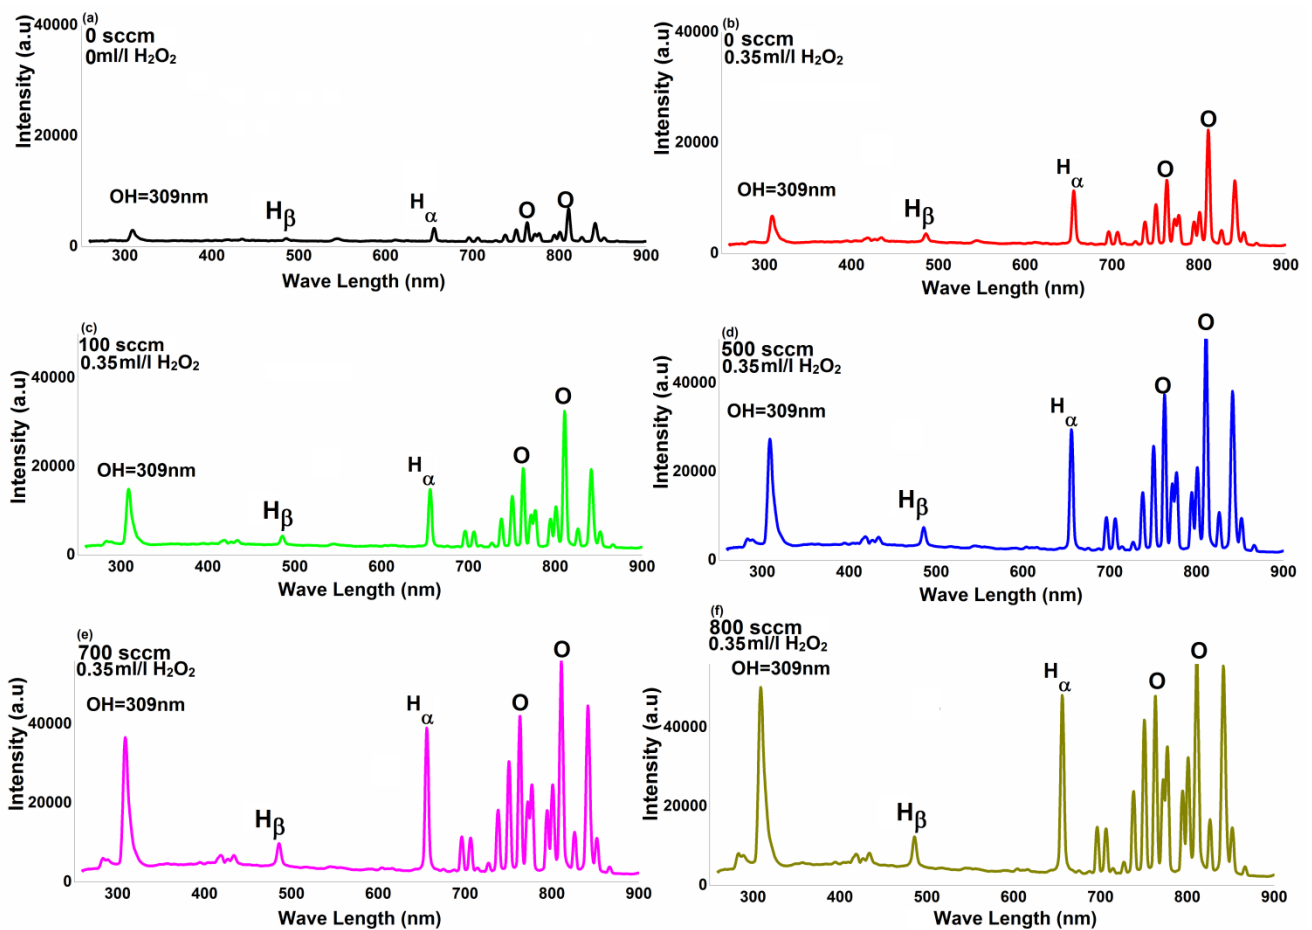 (a)
0 sccm
0ml/l H₂O₂
Intensity (a.u)
40000
20000
0
OH=309nm
Hβ
Hα
O
O
300 400 500 600 700 800 900
Wave Length (nm)
(b)
0 sccm
0.35ml/l H₂O₂
Intensity (a.u)
40000
20000
0
OH=309nm
Hβ
Hα
O
O
300 400 500 600 700 800 900
Wave Length (nm)
(c)
100 sccm
0.35ml/l H₂O₂
Intensity (a.u)
40000
20000
0
OH=309nm
Hβ
Hα
O
O
300 400 500 600 700 800 900
Wave Length (nm)
(d)
500 sccm
0.35ml/l H₂O₂
Intensity (a.u)
40000
20000
0
OH=309nm
Hβ
Hα
O
O
300 400 500 600 700 800 900
Wave Length (nm)
(e)
700 sccm
0.35ml/l H₂O₂
Intensity (a.u)
40000
20000
0
OH=309nm
Hβ
Hα
O
O
300 400 500 600 700 800 900
Wave Length (nm)
(f)
800 sccm
0.35ml/l H₂O₂
Intensity (a.u)
40000
20000
0
OH=309nm
Hβ
Hα
O
O
300 400 500 600 700 800 900
Wave Length (nm)